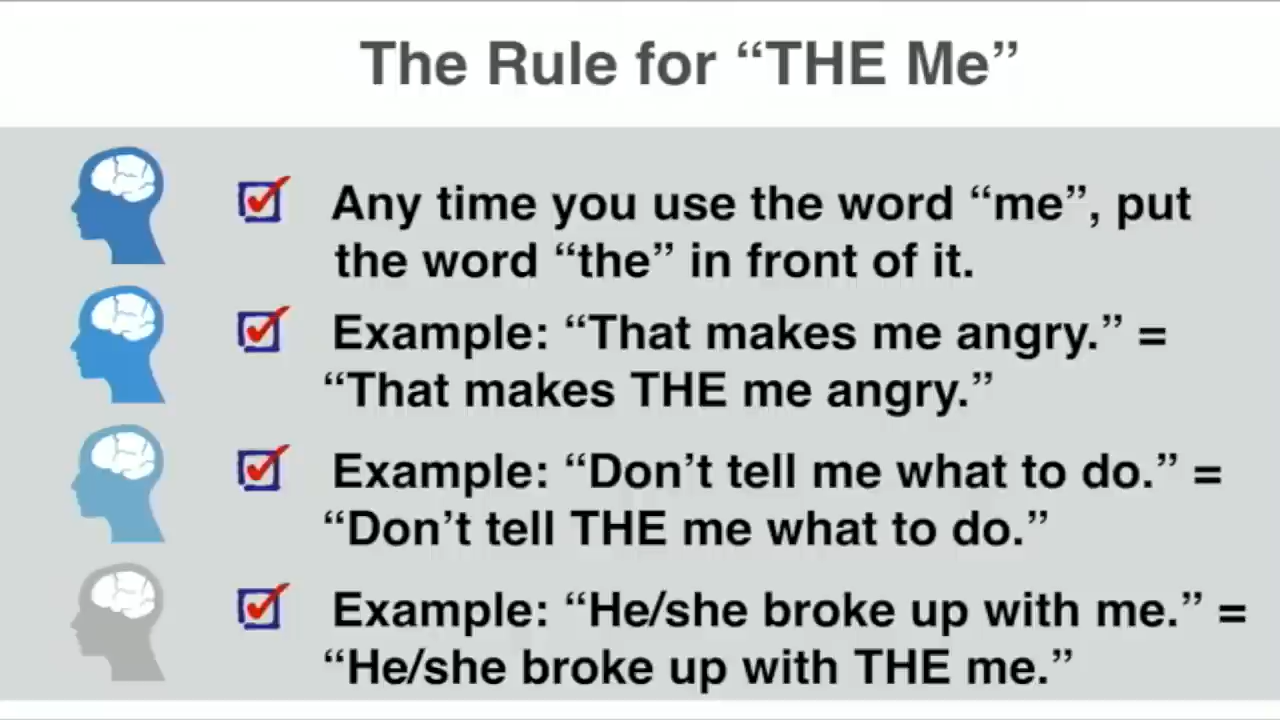 The Rule for “THE Me”
Any time you use the word “me”, put
the word “the” in front of it.
Example: “That makes me angry.” =
“That makes THE me angry.”
Example: “Don’t tell me what to do.” =
“Don’t tell THE me what to do.”
Example: “He/she broke up with me.” =
“He/she broke up with THE me.”